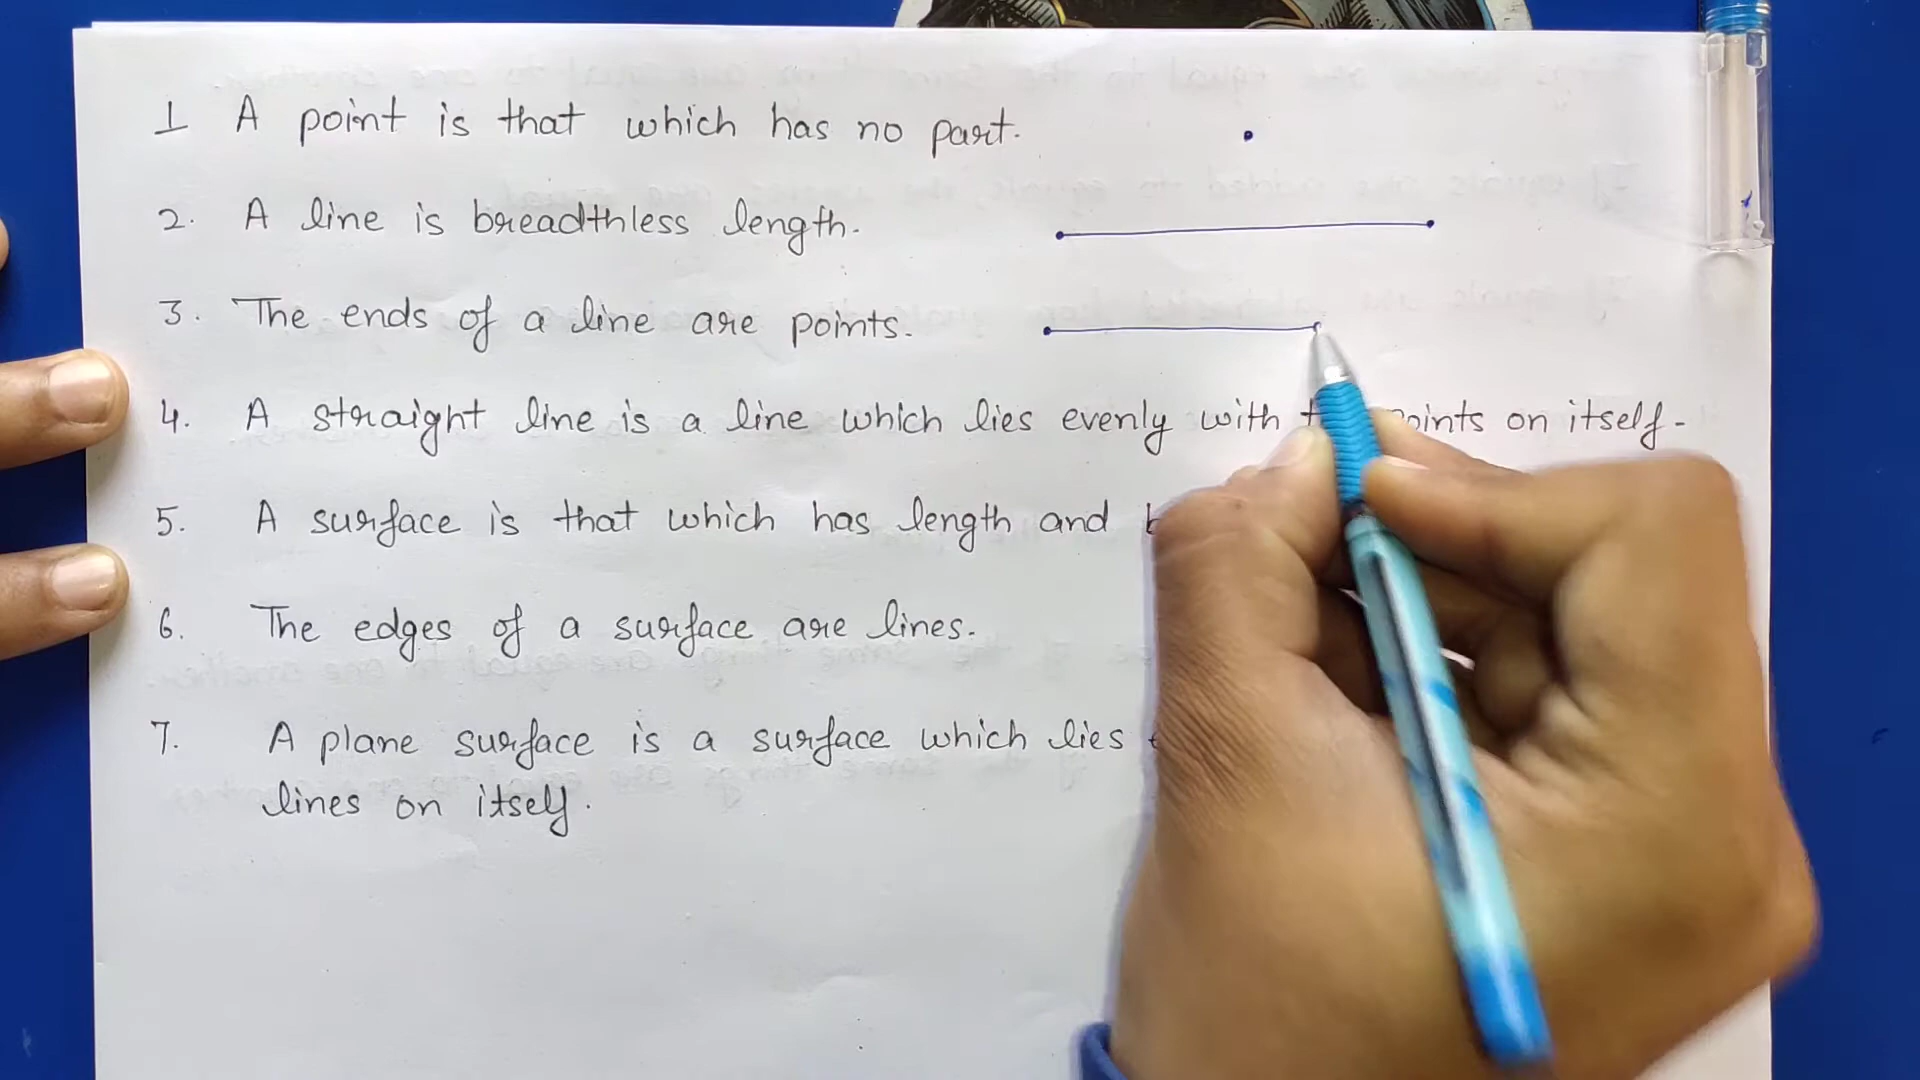 1 A point is that which has no part.
2. A line is breadthless length.
3. The ends of a line are points.
4. A straight line is a line which lies evenly with points on itself.
5. A surface is that which has length and
6. The edges of a surface are lines.
7. A plane surface is a surface which lies
lines on itself.